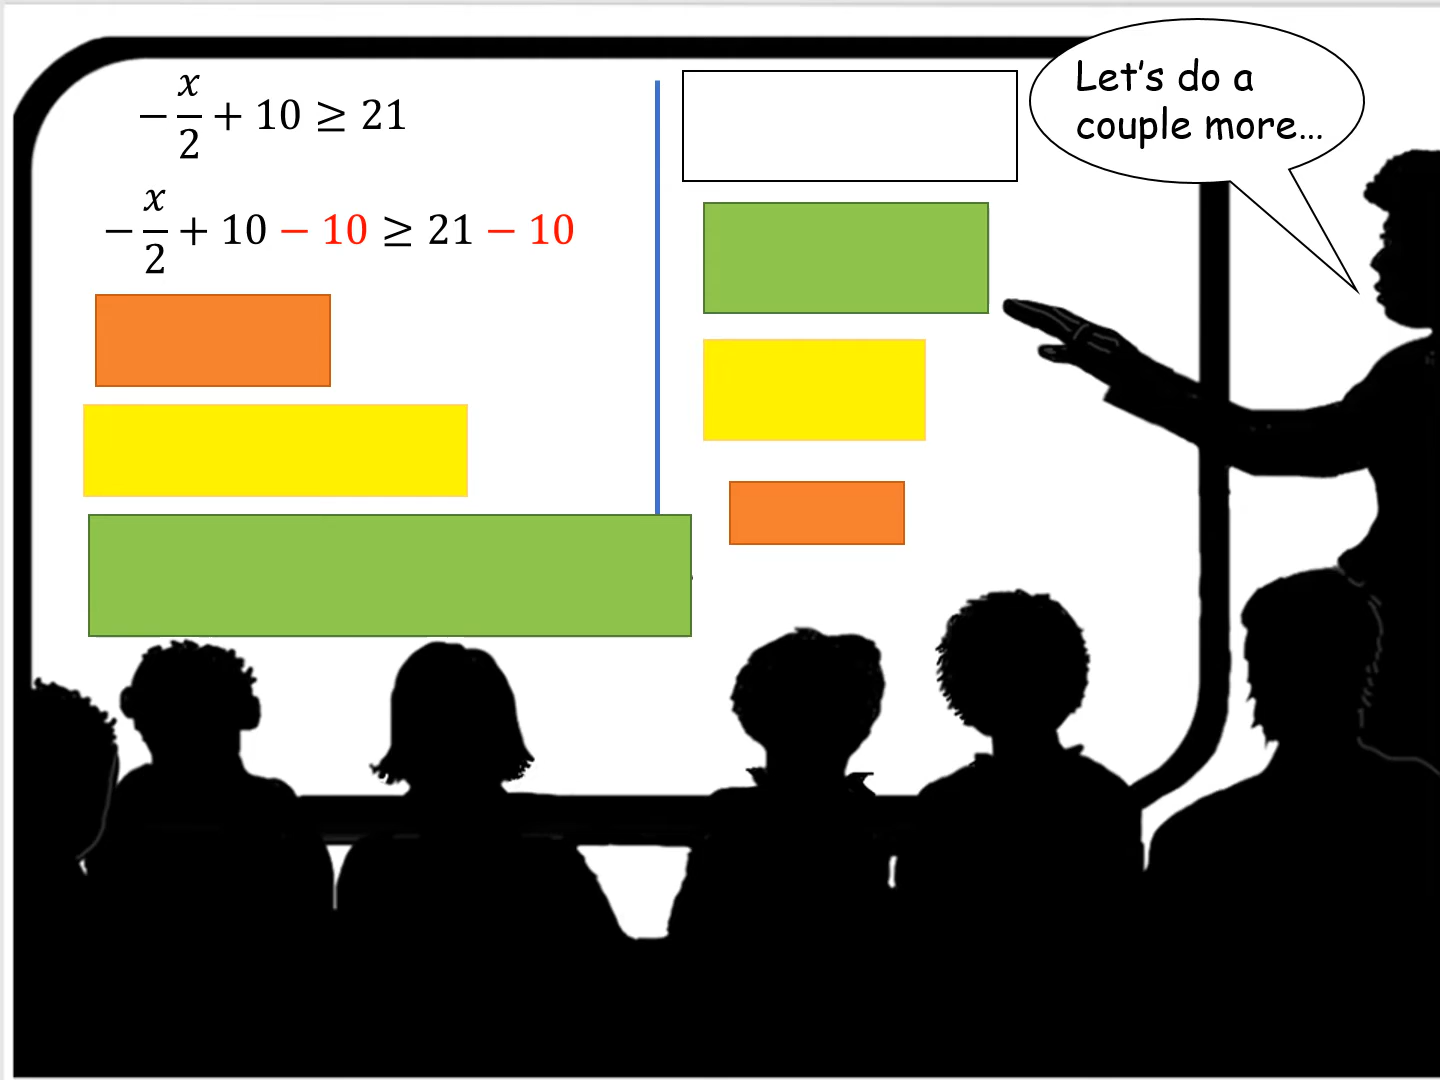 −x/2 + 10 ≥ 21
−x/2 + 10 − 10 ≥ 21 − 10
Let's do a
couple more...